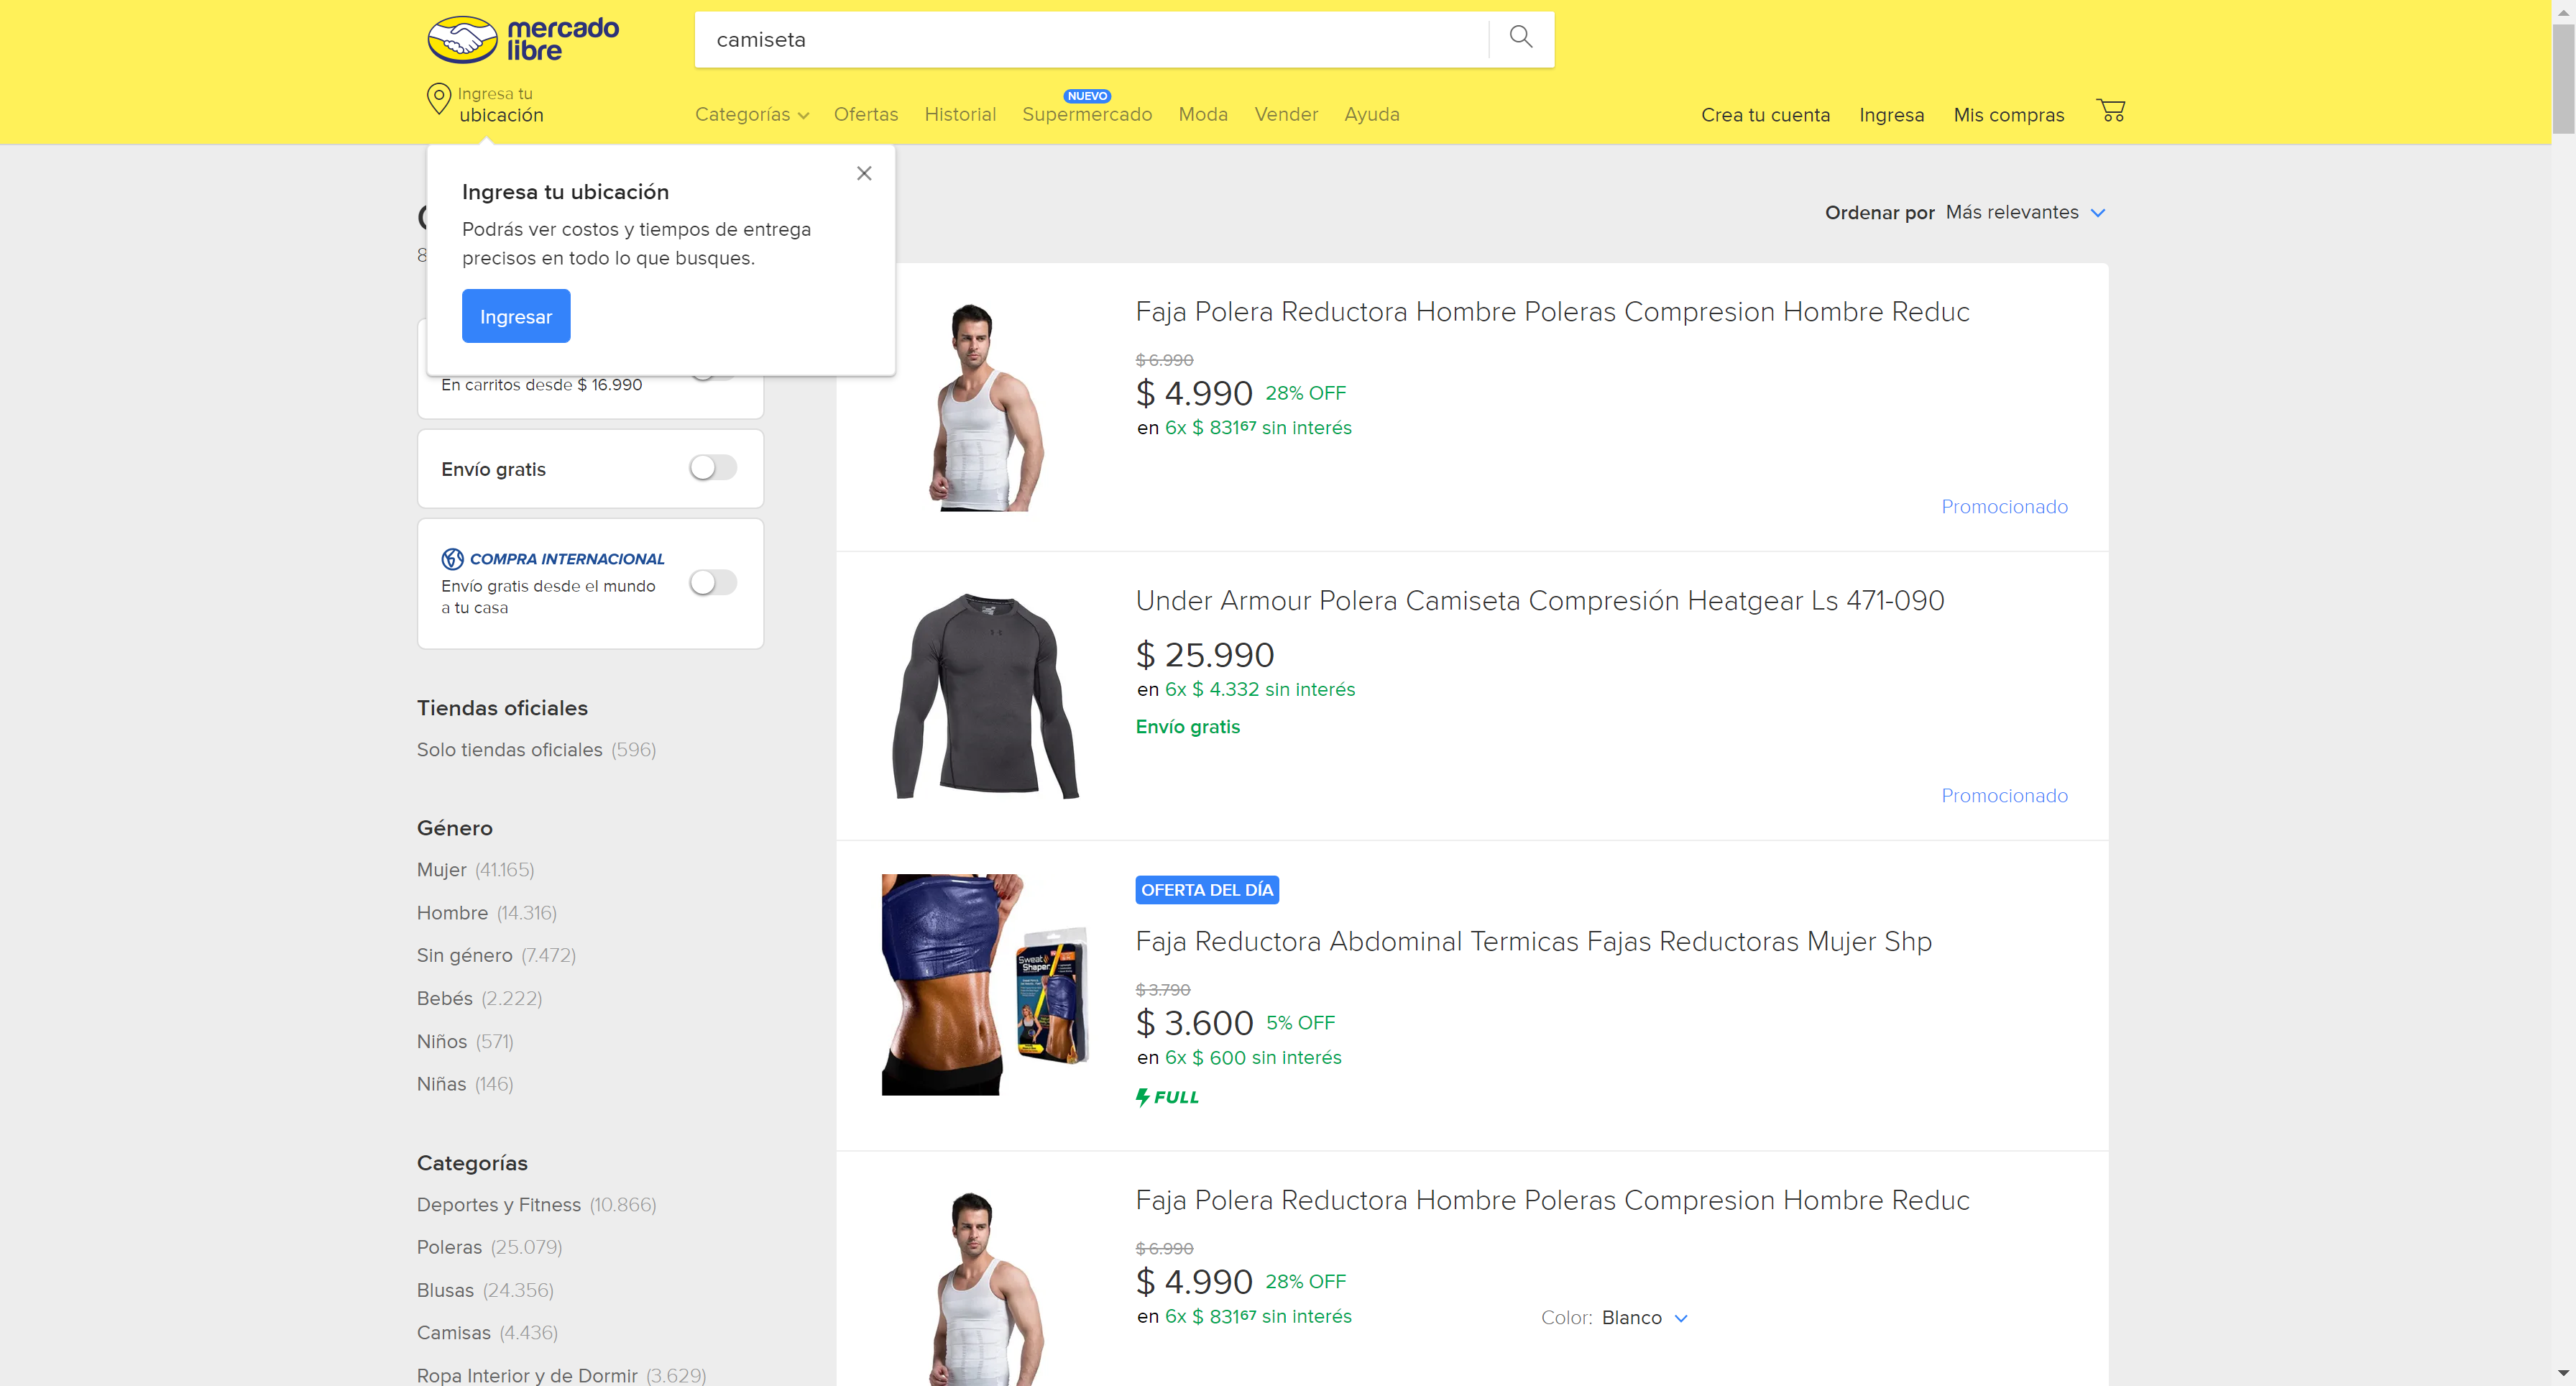 mercado
libre
camiseta
Ingresa tu
ubicación
Categorías
Ofertas
Historial
NUEVO
Supermercado
Moda
Vender
Ayuda
Crea tu cuenta
Ingresa
Mis compras
Ingresa tu ubicación
Podrás ver costos y tiempos de entrega
precisos en todo lo que busques.
Ingresar
Ordenar por Más relevantes
En carritos desde $ 16.990
Envío gratis
COMPRA INTERNACIONAL
Envío gratis desde el mundo
a tu casa
Tiendas oficiales
Solo tiendas oficiales (596)
Género
Mujer (41.165)
Hombre (14.316)
Sin género (7.472)
Bebés (2.222)
Niños (571)
Niñas (146)
Categorías
Deportes y Fitness (10.866)
Poleras (25.079)
Blusas (24.356)
Camisas (4.436)
Ropa Interior y de Dormir (3.629)
Faja Polera Reductora Hombre Poleras Compresion Hombre Reduc
$ 6.990
$ 4.990 28% OFF
en 6x $ 831⁶⁷ sin interés
Promocionado
Under Armour Polera Camiseta Compresión Heatgear Ls 471-090
$ 25.990
en 6x $ 4.332 sin interés
Envío gratis
Promocionado
Sweat
Shaper
OFERTA DEL DÍA
Faja Reductora Abdominal Termicas Fajas Reductoras Mujer Shp
$ 3.790
$ 3.600 5% OFF
en 6x $ 600 sin interés
FULL
Faja Polera Reductora Hombre Poleras Compresion Hombre Reduc
$ 6.990
$ 4.990 28% OFF
en 6x $ 831⁶⁷ sin interés
Color: Blanco